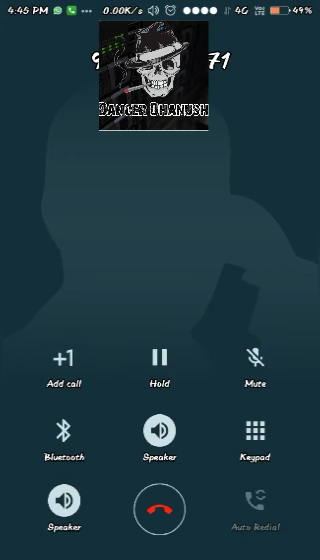 4:45 PM ... 0.00K/s 4G VoLTE 49%
9 71
DANGER DHANUSH
+1
Add call Hold Mute
Bluetooth Speaker Keypad
Speaker Auto Redial